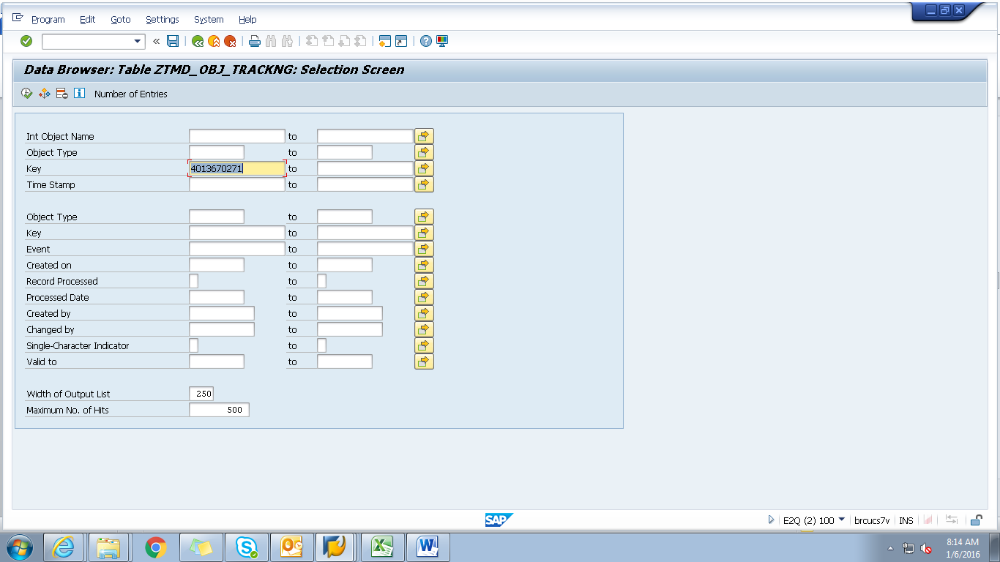 Program Edit Goto Settings System Help
Data Browser: Table ZTMD_OBJ_TRACKNG: Selection Screen
Number of Entries
Int Object Name to
Object Type to
Key 4013670271 to
Time Stamp to
Object Type to
Key to
Event to
Created on to
Record Processed to
Processed Date to
Created by to
Changed by to
Single-Character Indicator to
Valid to to
Width of Output List 250
Maximum No. of Hits 500
SAP E2Q (2) 100 brcucs7v INS
8:14 AM
1/6/2016